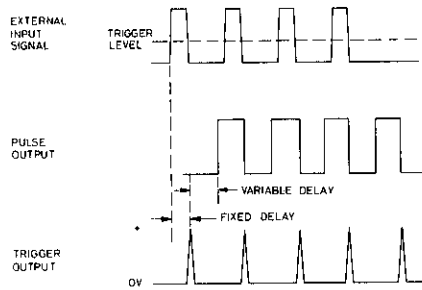 EXTERNAL
INPUT
SIGNAL
TRIGGER
LEVEL
PULSE
OUTPUT
VARIABLE DELAY
FIXED DELAY
+
TRIGGER
OUTPUT
0V